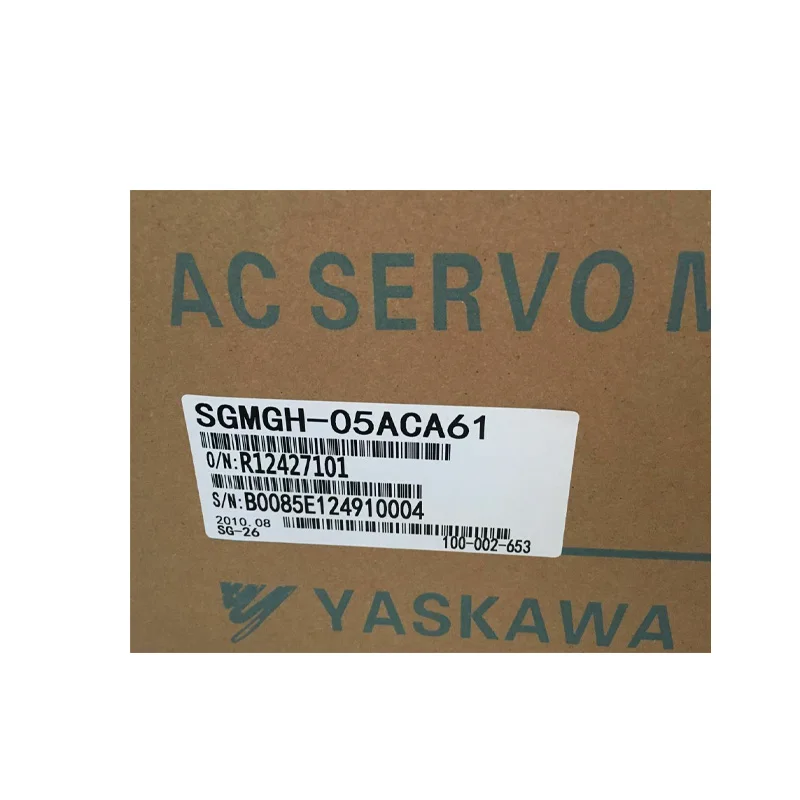 AC SERVO M
SGMGH-05ACA61
O/N:R12427101
S/N:B0085E124910004
2010.08
SG-26
100-002-653
YASKAWA